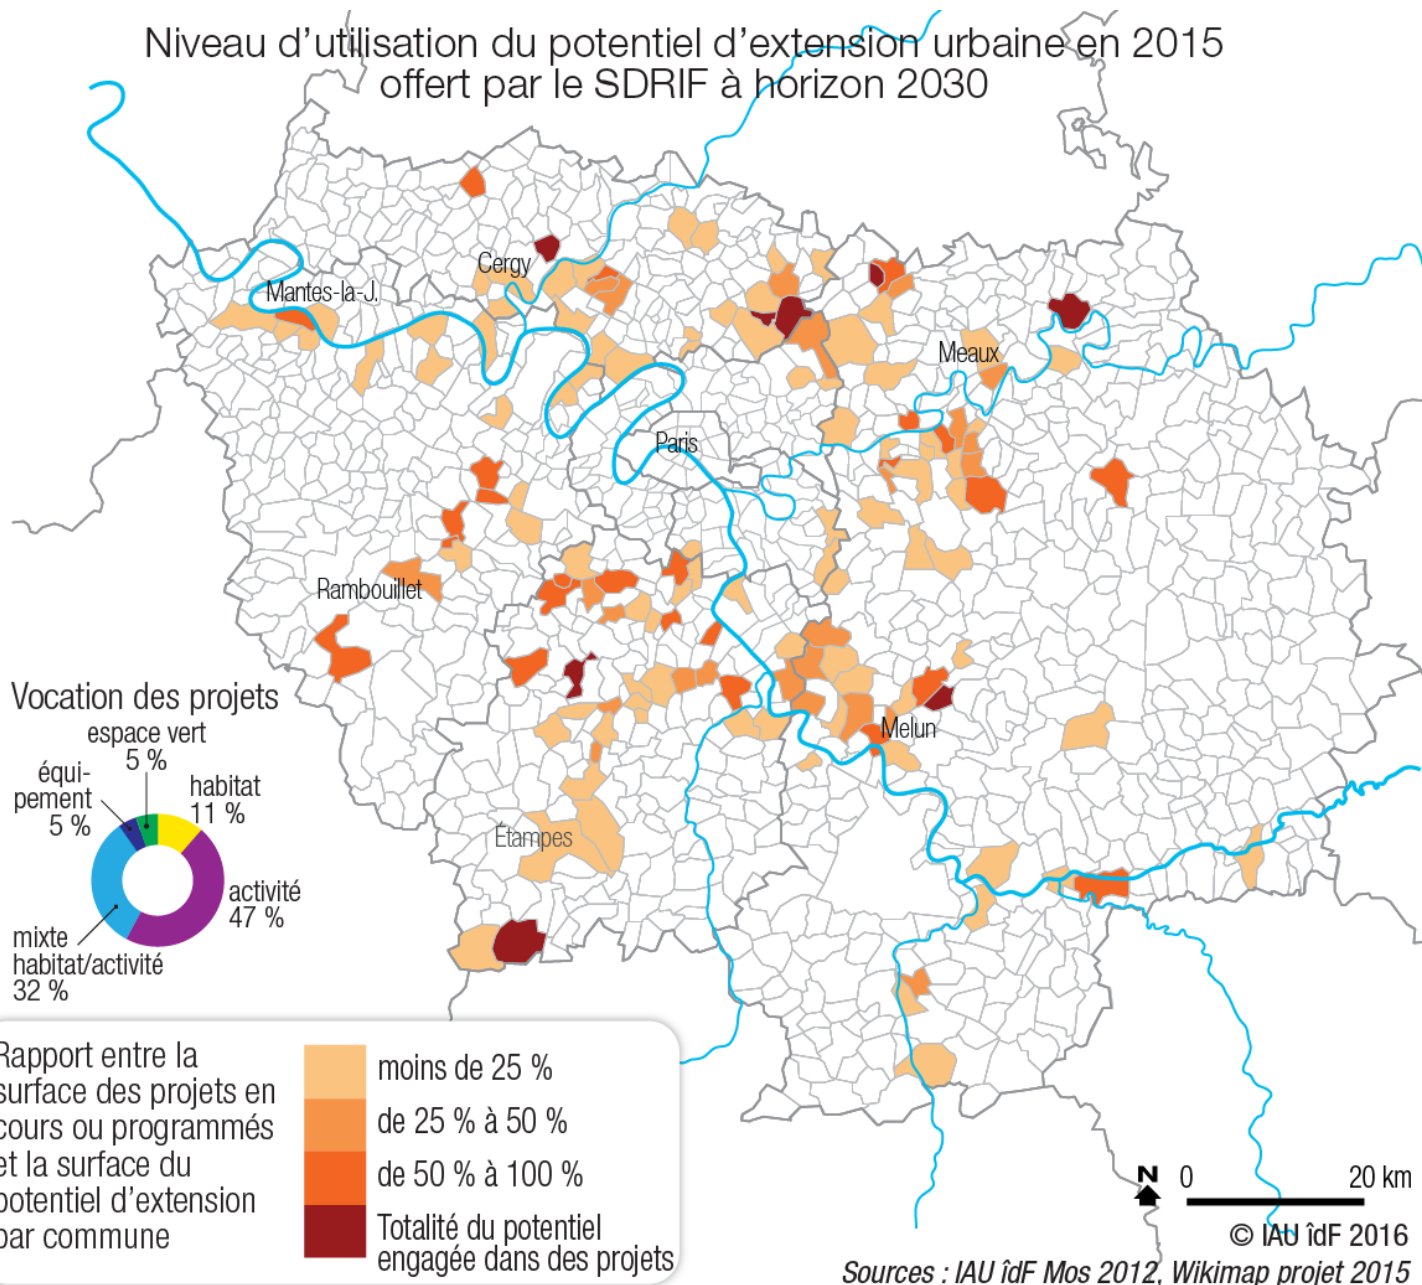 Niveau d'utilisation du potentiel d'extension urbaine en 2015
offert par le SDRIF à horizon 2030
Cergy
Mantes-la-J.
Meaux
Paris
Rambouillet
Melun
Étampes
Vocation des projets
espace vert
5 %
équi-
pement
5 %
habitat
11 %
activité
47 %
mixte
habitat/activité
32 %
Rapport entre la
surface des projets en
cours ou programmés
et la surface du
potentiel d'extension
par commune
moins de 25 %
de 25 % à 50 %
de 50 % à 100 %
Totalité du potentiel
engagée dans des projets
N
0
20 km
© IAU îdF 2016
Sources : IAU îdF Mos 2012, Wikimap projet 2015